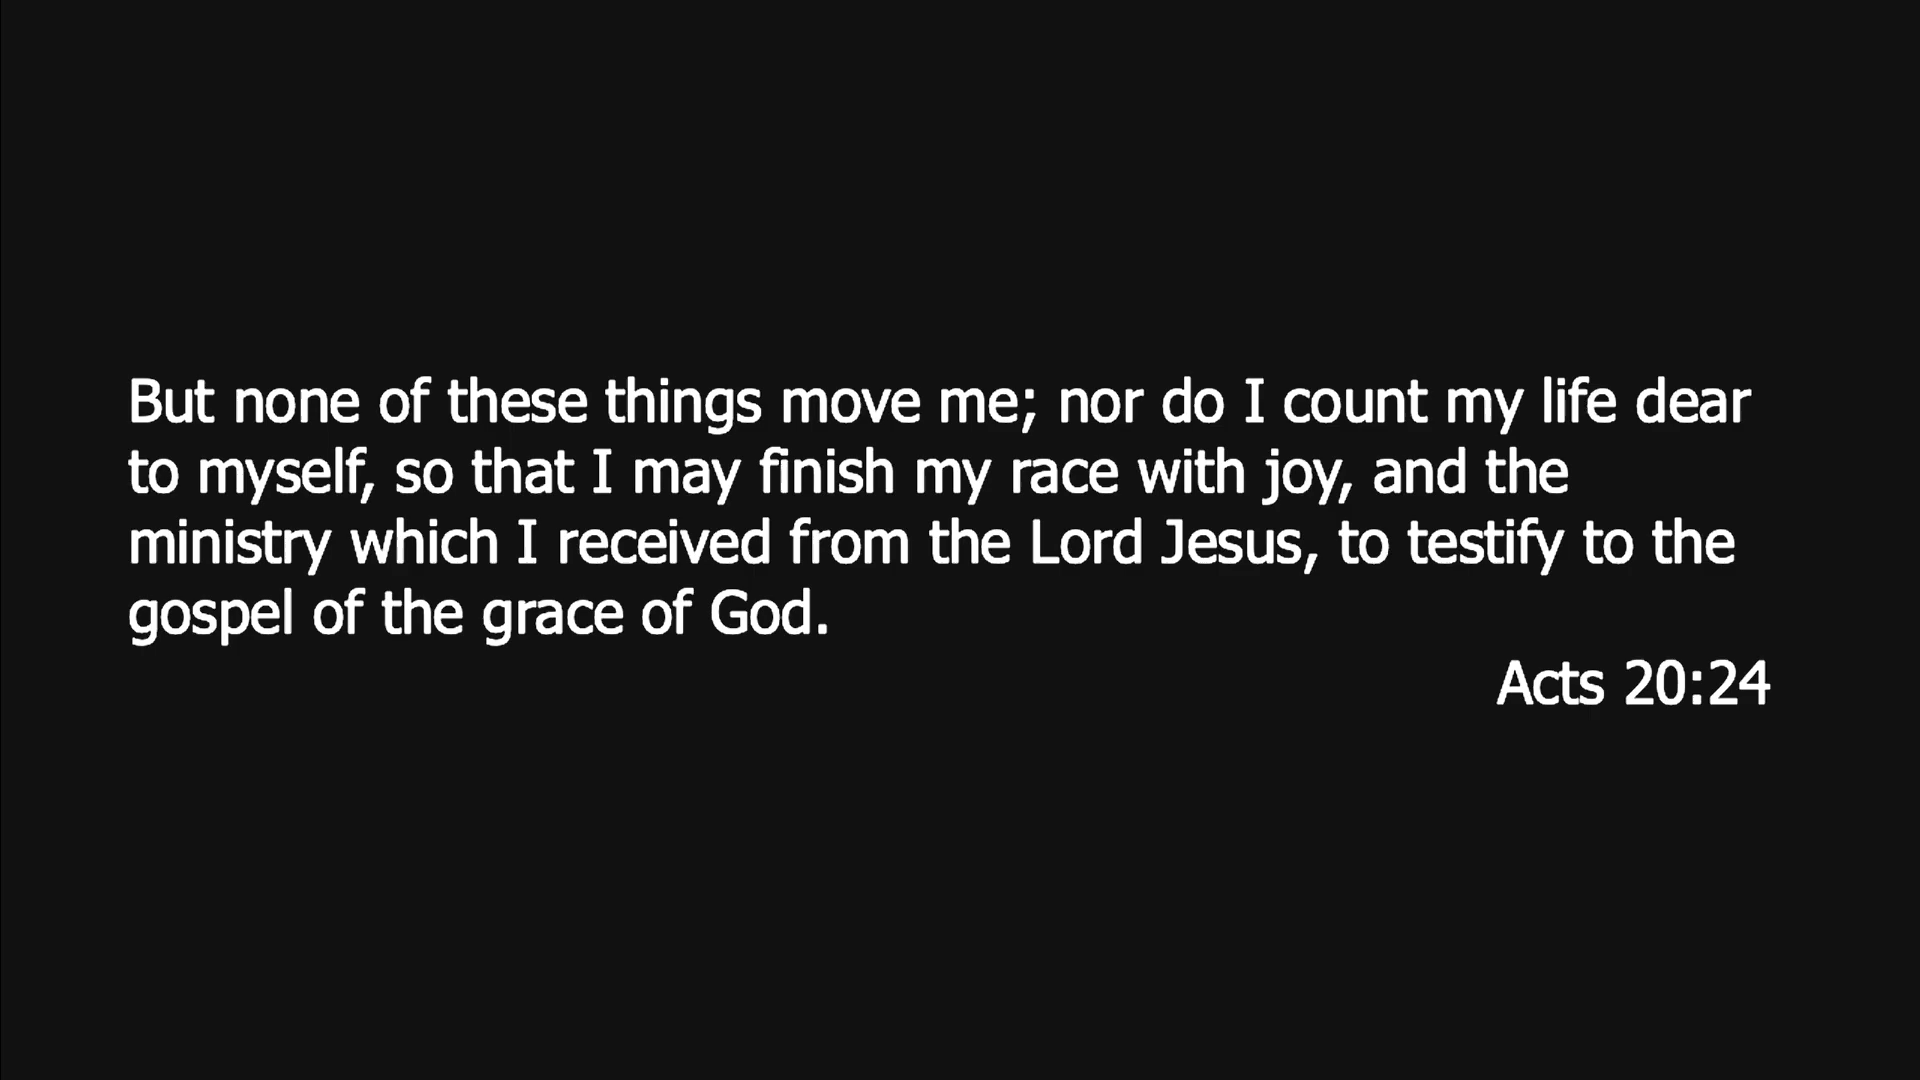 But none of these things move me; nor do I count my life dear
to myself, so that I may finish my race with joy, and the
ministry which I received from the Lord Jesus, to testify to the
gospel of the grace of God.
Acts 20:24